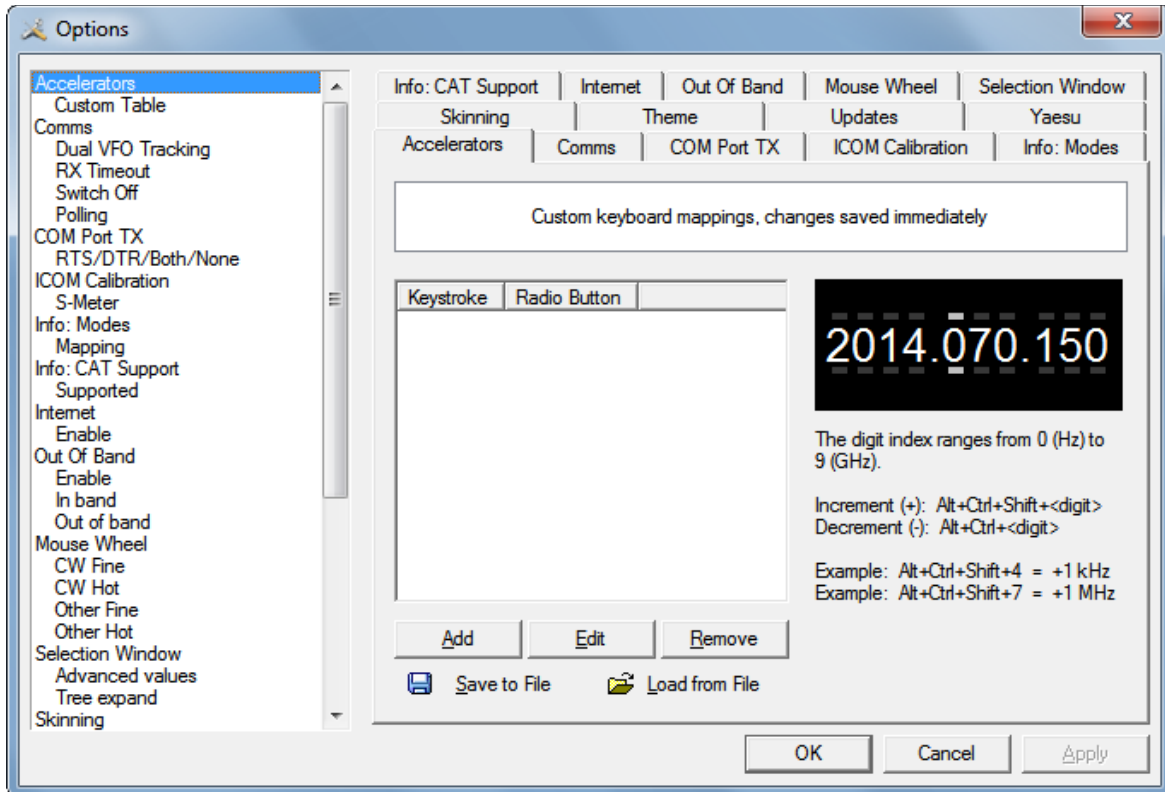 Options
Accelerators
Custom Table
Comms
Dual VFO Tracking
RX Timeout
Switch Off
Polling
COM Port TX
RTS/DTR/Both/None
ICOM Calibration
S-Meter
Info: Modes
Mapping
Info: CAT Support
Supported
Internet
Enable
Out Of Band
Enable
In band
Out of band
Mouse Wheel
CW Fine
CW Hot
Other Fine
Other Hot
Selection Window
Advanced values
Tree expand
Skinning
Info: CAT Support Internet Out Of Band Mouse Wheel Selection Window
Skinning Theme Updates Yaesu
Accelerators Comms COM Port TX ICOM Calibration Info: Modes
Custom keyboard mappings, changes saved immediately
Keystroke Radio Button
2014.070.150
The digit index ranges from 0 (Hz) to
9 (GHz).
Increment (+): Alt+Ctrl+Shift+<digit>
Decrement (-): Alt+Ctrl+<digit>
Example: Alt+Ctrl+Shift+4 = +1 kHz
Example: Alt+Ctrl+Shift+7 = +1 MHz
Add Edit Remove
Save to File Load from File
OK Cancel Apply